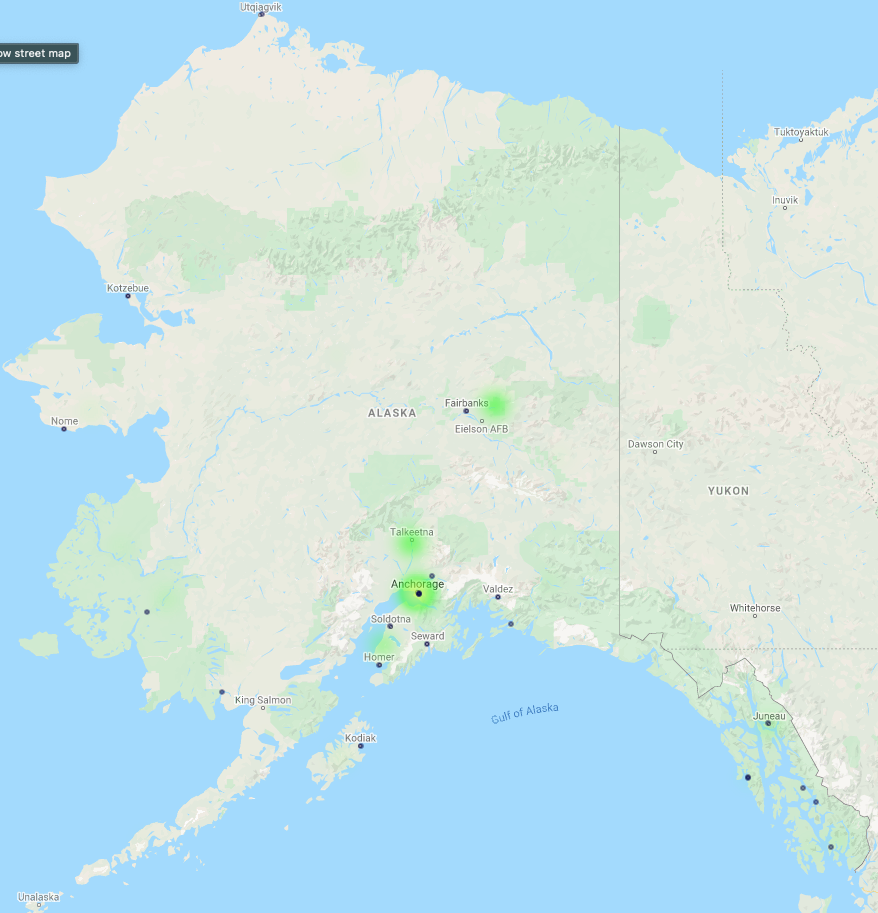 Utqiagvik
ow street map
Tuktoyaktuk
Inuvik
Kotzebue
Fairbanks
ALASKA
Nome
Eielson AFB
Dawson City
YUKON
Talkeetna
Anchorage
Valdez
Whitehorse
Soldotna
Seward
Homer
King Salmon
Gulf of Alaska
Juneau
Kodiak
Unalaska